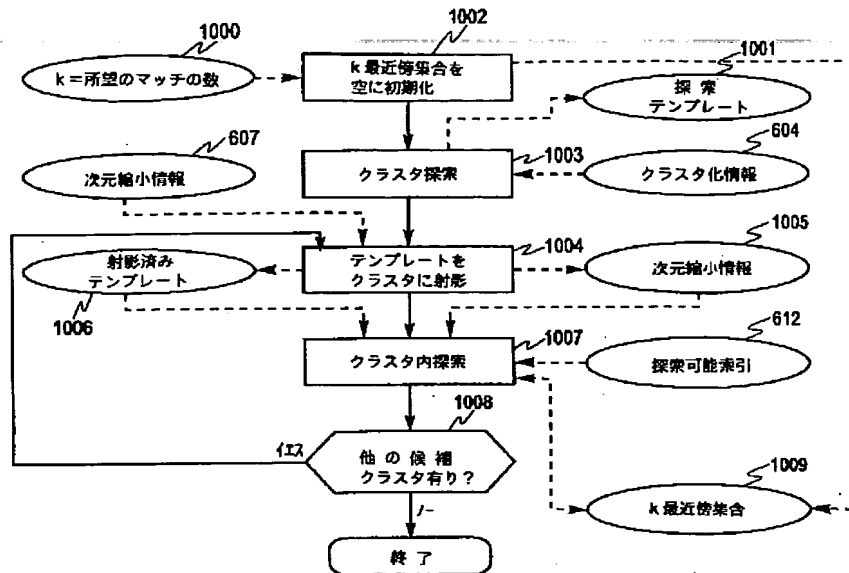 1000
k=所望のマッチの数
1002
k最近傍集合を
空に初期化
1001
探 索
テンプレート
607
次元縮小情報
1003
クラスタ探索
604
クラスタ化情報
射影済み
テンプレート
1006
1004
テンプレートを
クラスタに射影
1005
次元縮小情報
1007
クラスタ内探索
612
探索可能索引
1008
イエス
他 の 候 補
クラスタ有り?
1009
k最近傍集合
ノー
終 了